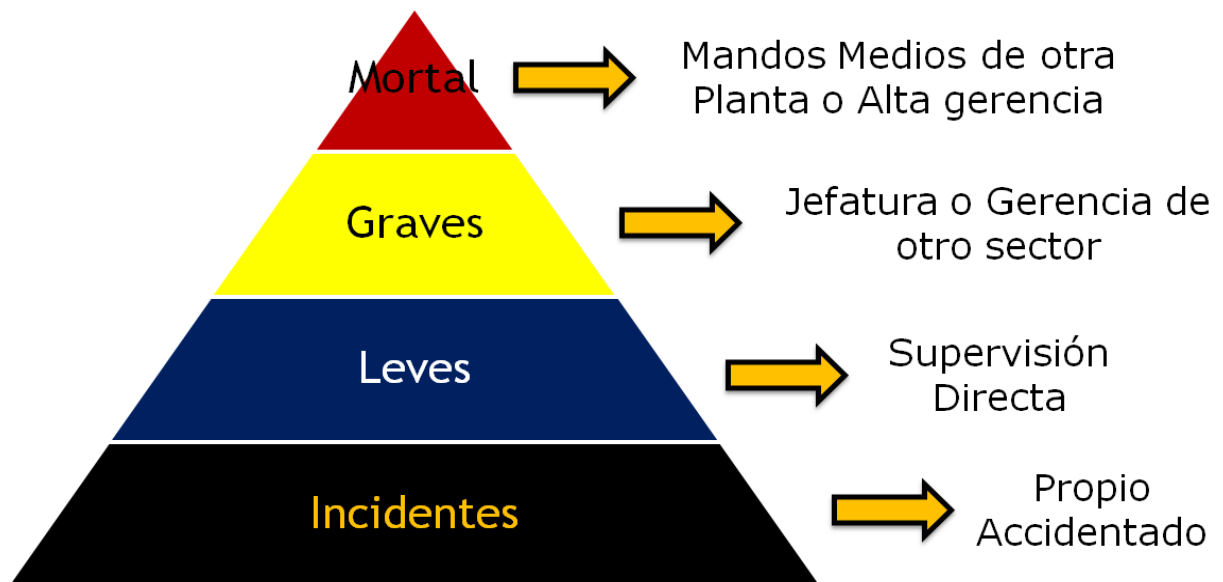 Mortal
Mandos Medios de otra
Planta o Alta gerencia
Graves
Jefatura o Gerencia de
otro sector
Leves
Supervisión
Directa
Incidentes
Propio
Accidentado